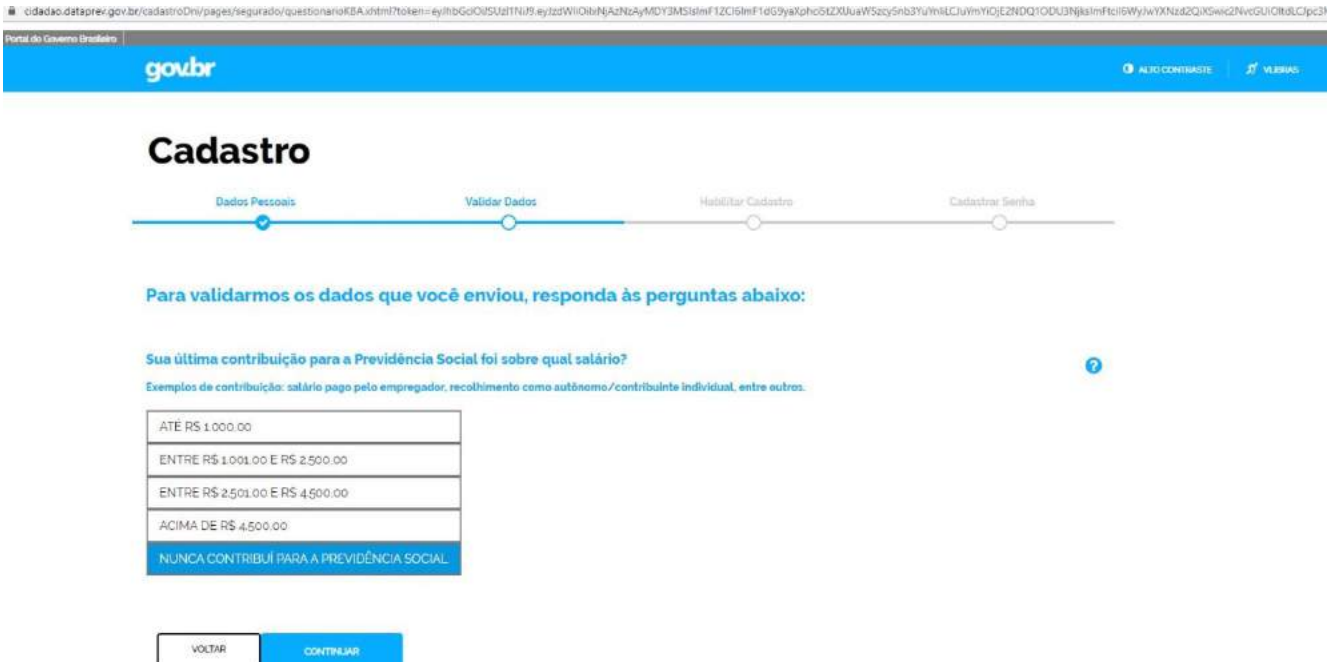 Portal do Governo Brasileiro
gov.br
ALTO CONTRASTE
VLIBRAS
Cadastro
Dados Pessoais
Validar Dados
Habilitar Cadastro
Cadastrar Senha
Para validarmos os dados que você enviou, responda às perguntas abaixo:
Sua última contribuição para a Previdência Social foi sobre qual salário?
Exemplos de contribuição: salário pago pelo empregador, recolhimento como autônomo/contribuinte individual, entre outros.
ATÉ R$ 1.000,00
ENTRE R$ 1.001,00 E R$ 2.500,00
ENTRE R$ 2.501,00 E R$ 4.500,00
ACIMA DE R$ 4.500,00
NUNCA CONTRIBUÍ PARA A PREVIDÊNCIA SOCIAL
VOLTAR
CONTINUAR